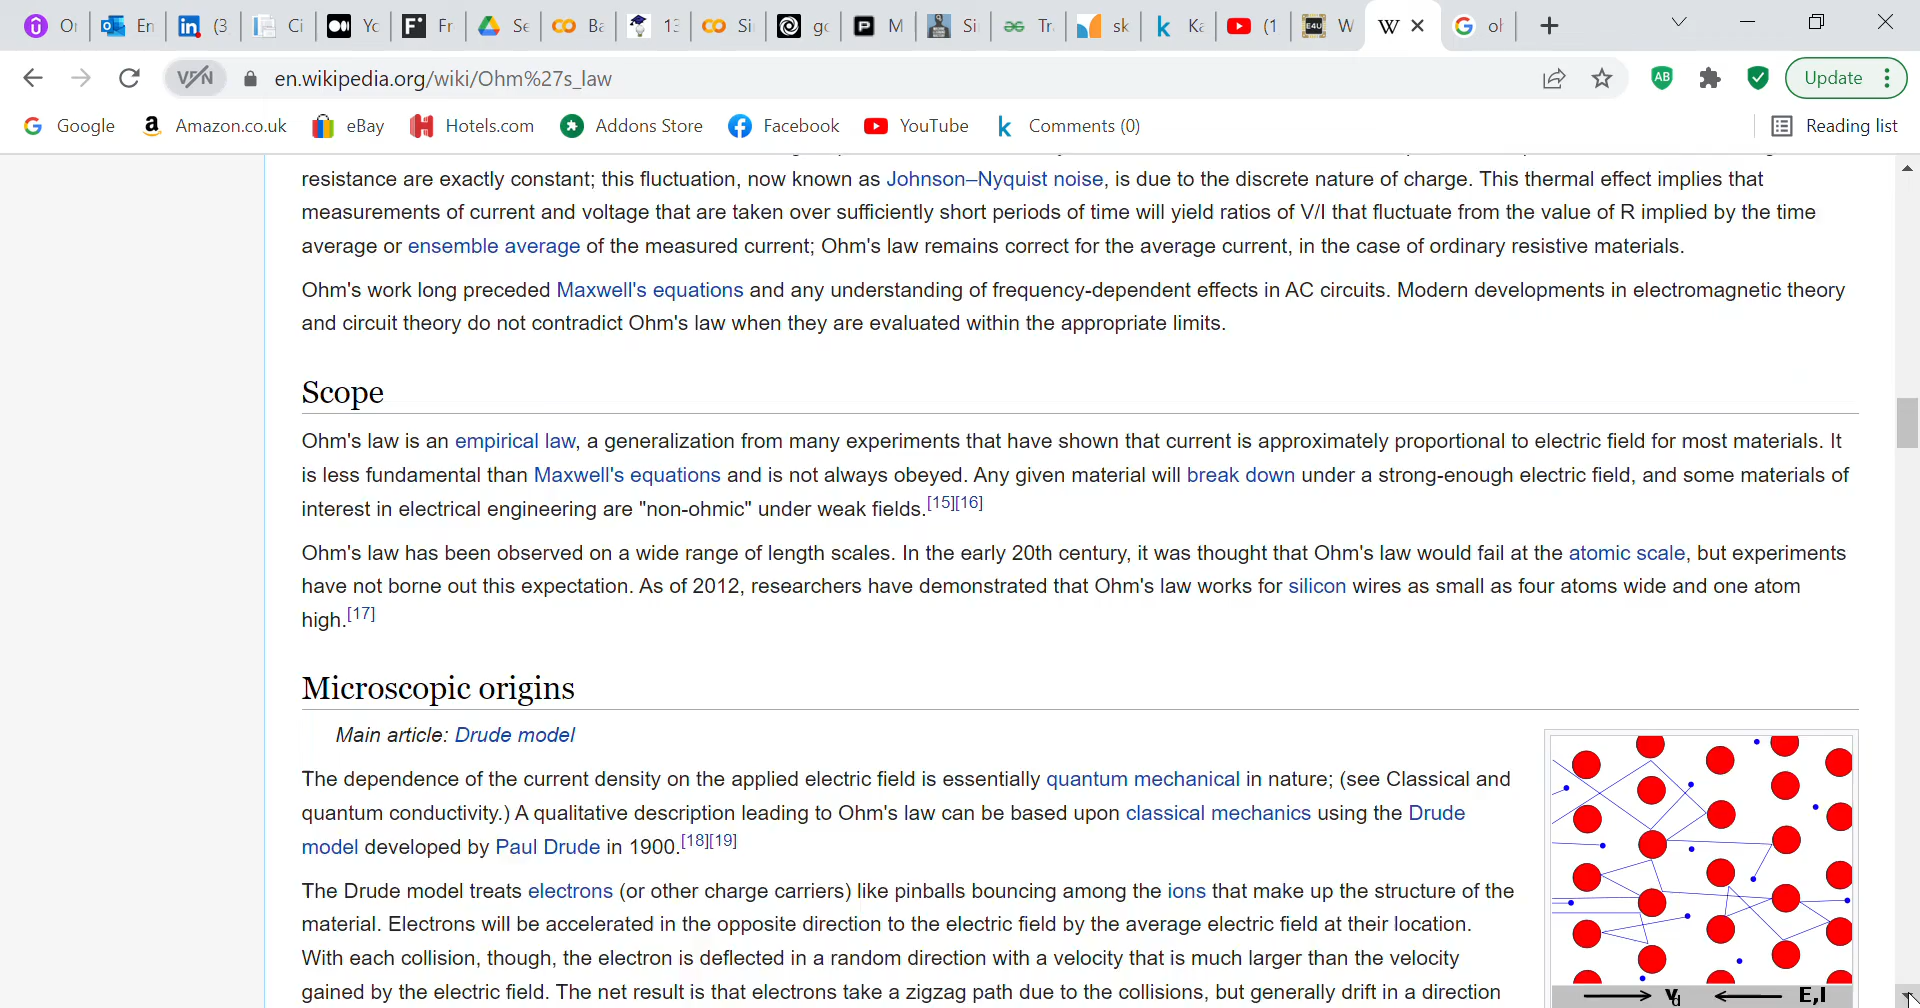 Or
En
(3
Ci
Yc
Fr
Se
Ba
13
Si
gc
M
Si
Tr
sk
Ka
(1
W
oh
VPN
en.wikipedia.org/wiki/Ohm%27s_law
Update
Google
Amazon.co.uk
eBay
Hotels.com
Addons Store
Facebook
YouTube
Comments (0)
Reading list
resistance are exactly constant; this fluctuation, now known as Johnson–Nyquist noise, is due to the discrete nature of charge. This thermal effect implies that
measurements of current and voltage that are taken over sufficiently short periods of time will yield ratios of V/I that fluctuate from the value of R implied by the time
average or ensemble average of the measured current; Ohm's law remains correct for the average current, in the case of ordinary resistive materials.
Ohm's work long preceded Maxwell's equations and any understanding of frequency-dependent effects in AC circuits. Modern developments in electromagnetic theory
and circuit theory do not contradict Ohm's law when they are evaluated within the appropriate limits.
Scope
Ohm's law is an empirical law, a generalization from many experiments that have shown that current is approximately proportional to electric field for most materials. It
is less fundamental than Maxwell's equations and is not always obeyed. Any given material will break down under a strong-enough electric field, and some materials of
interest in electrical engineering are "non-ohmic" under weak fields.[15][16]
Ohm's law has been observed on a wide range of length scales. In the early 20th century, it was thought that Ohm's law would fail at the atomic scale, but experiments
have not borne out this expectation. As of 2012, researchers have demonstrated that Ohm's law works for silicon wires as small as four atoms wide and one atom
high.[17]
Microscopic origins
Main article: Drude model
The dependence of the current density on the applied electric field is essentially quantum mechanical in nature; (see Classical and
quantum conductivity.) A qualitative description leading to Ohm's law can be based upon classical mechanics using the Drude
model developed by Paul Drude in 1900.[18][19]
The Drude model treats electrons (or other charge carriers) like pinballs bouncing among the ions that make up the structure of the
material. Electrons will be accelerated in the opposite direction to the electric field by the average electric field at their location.
With each collision, though, the electron is deflected in a random direction with a velocity that is much larger than the velocity
gained by the electric field. The net result is that electrons take a zigzag path due to the collisions, but generally drift in a direction
Vd
E,I